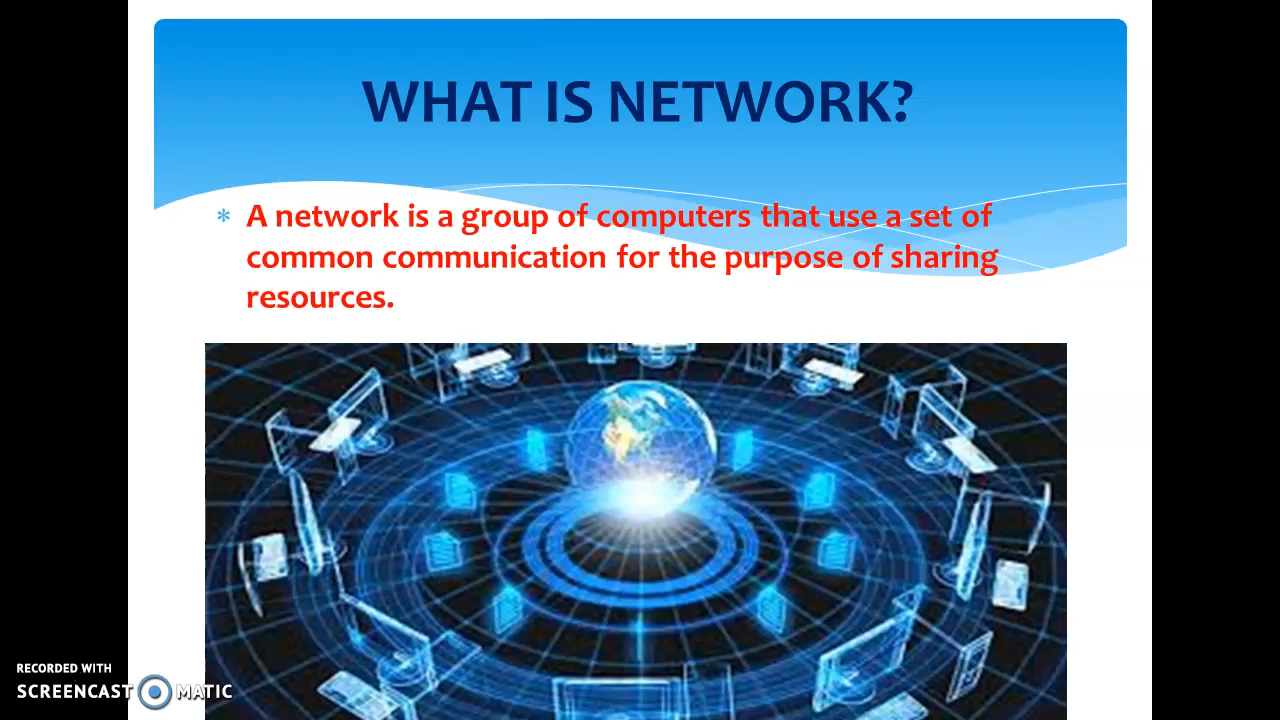 WHAT IS NETWORK?
* A network is a group of computers that use a set of
common communication for the purpose of sharing
resources.
RECORDED WITH
SCREENCAST MATIC